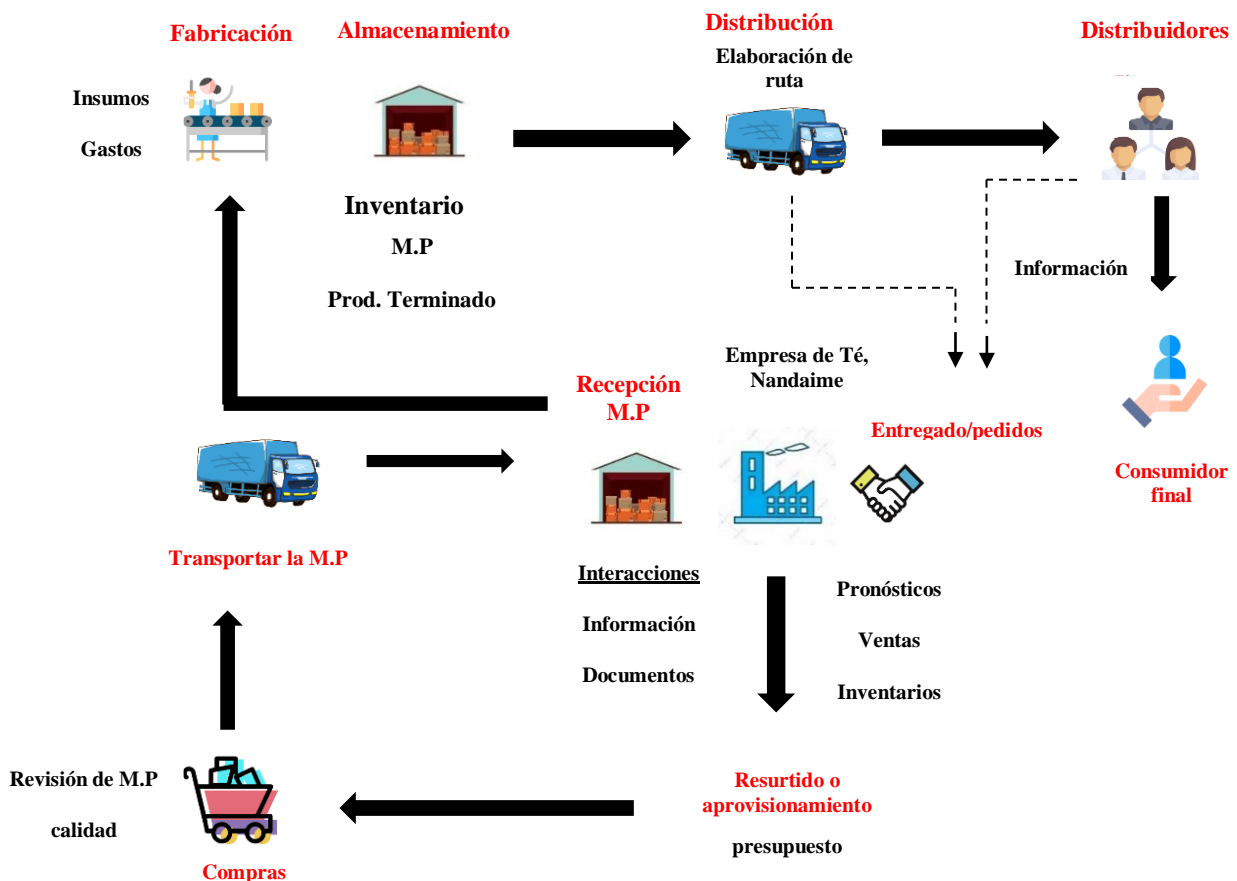 Fabricación
Almacenamiento
Distribución
Distribuidores
Elaboración de
ruta
Insumos
Gastos
Inventario
M.P
Prod. Terminado
Información
Empresa de Té,
Nandaime
Recepción
M.P
Entregado/pedidos
Consumidor
final
Transportar la M.P
Interacciones
Información
Documentos
Pronósticos
Ventas
Inventarios
Revisión de M.P
calidad
Resurtido o
aprovisionamiento
presupuesto
Compras